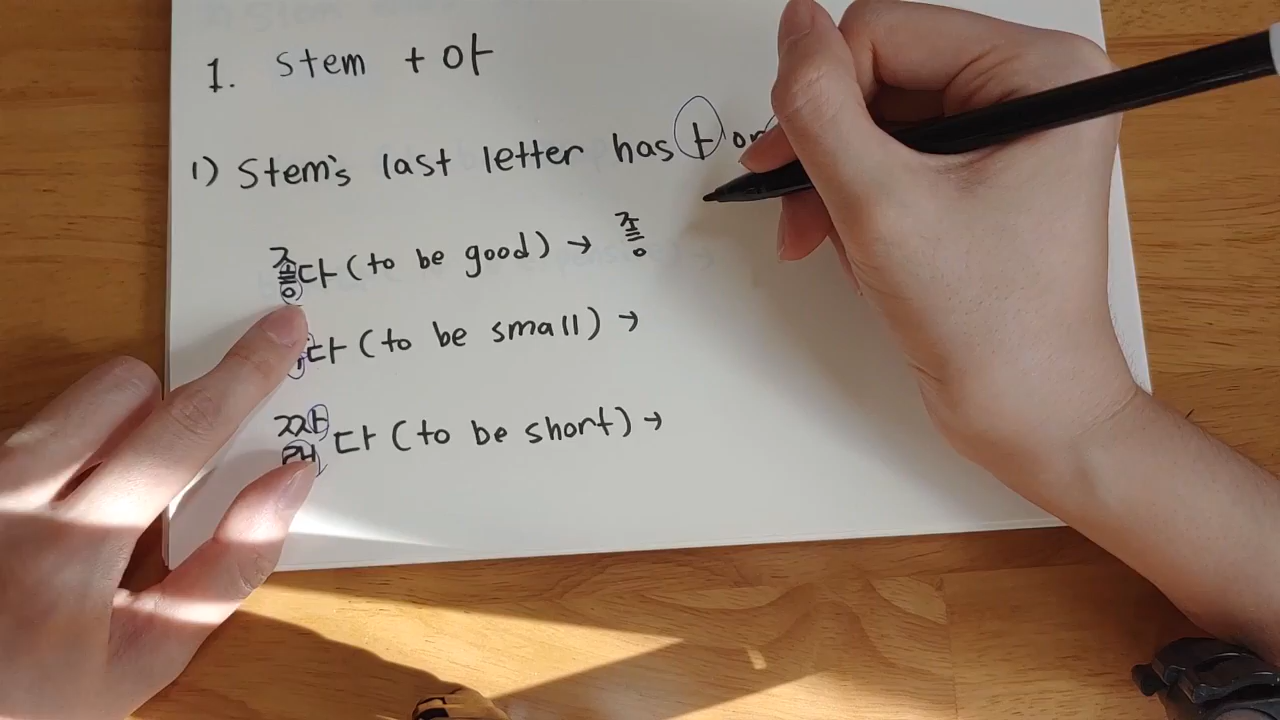 1. Stem + 아
1) Stem's last letter has ㅏ or
좋다 (to be good) → 좋
다 (to be small) →
짧다 (to be short) →